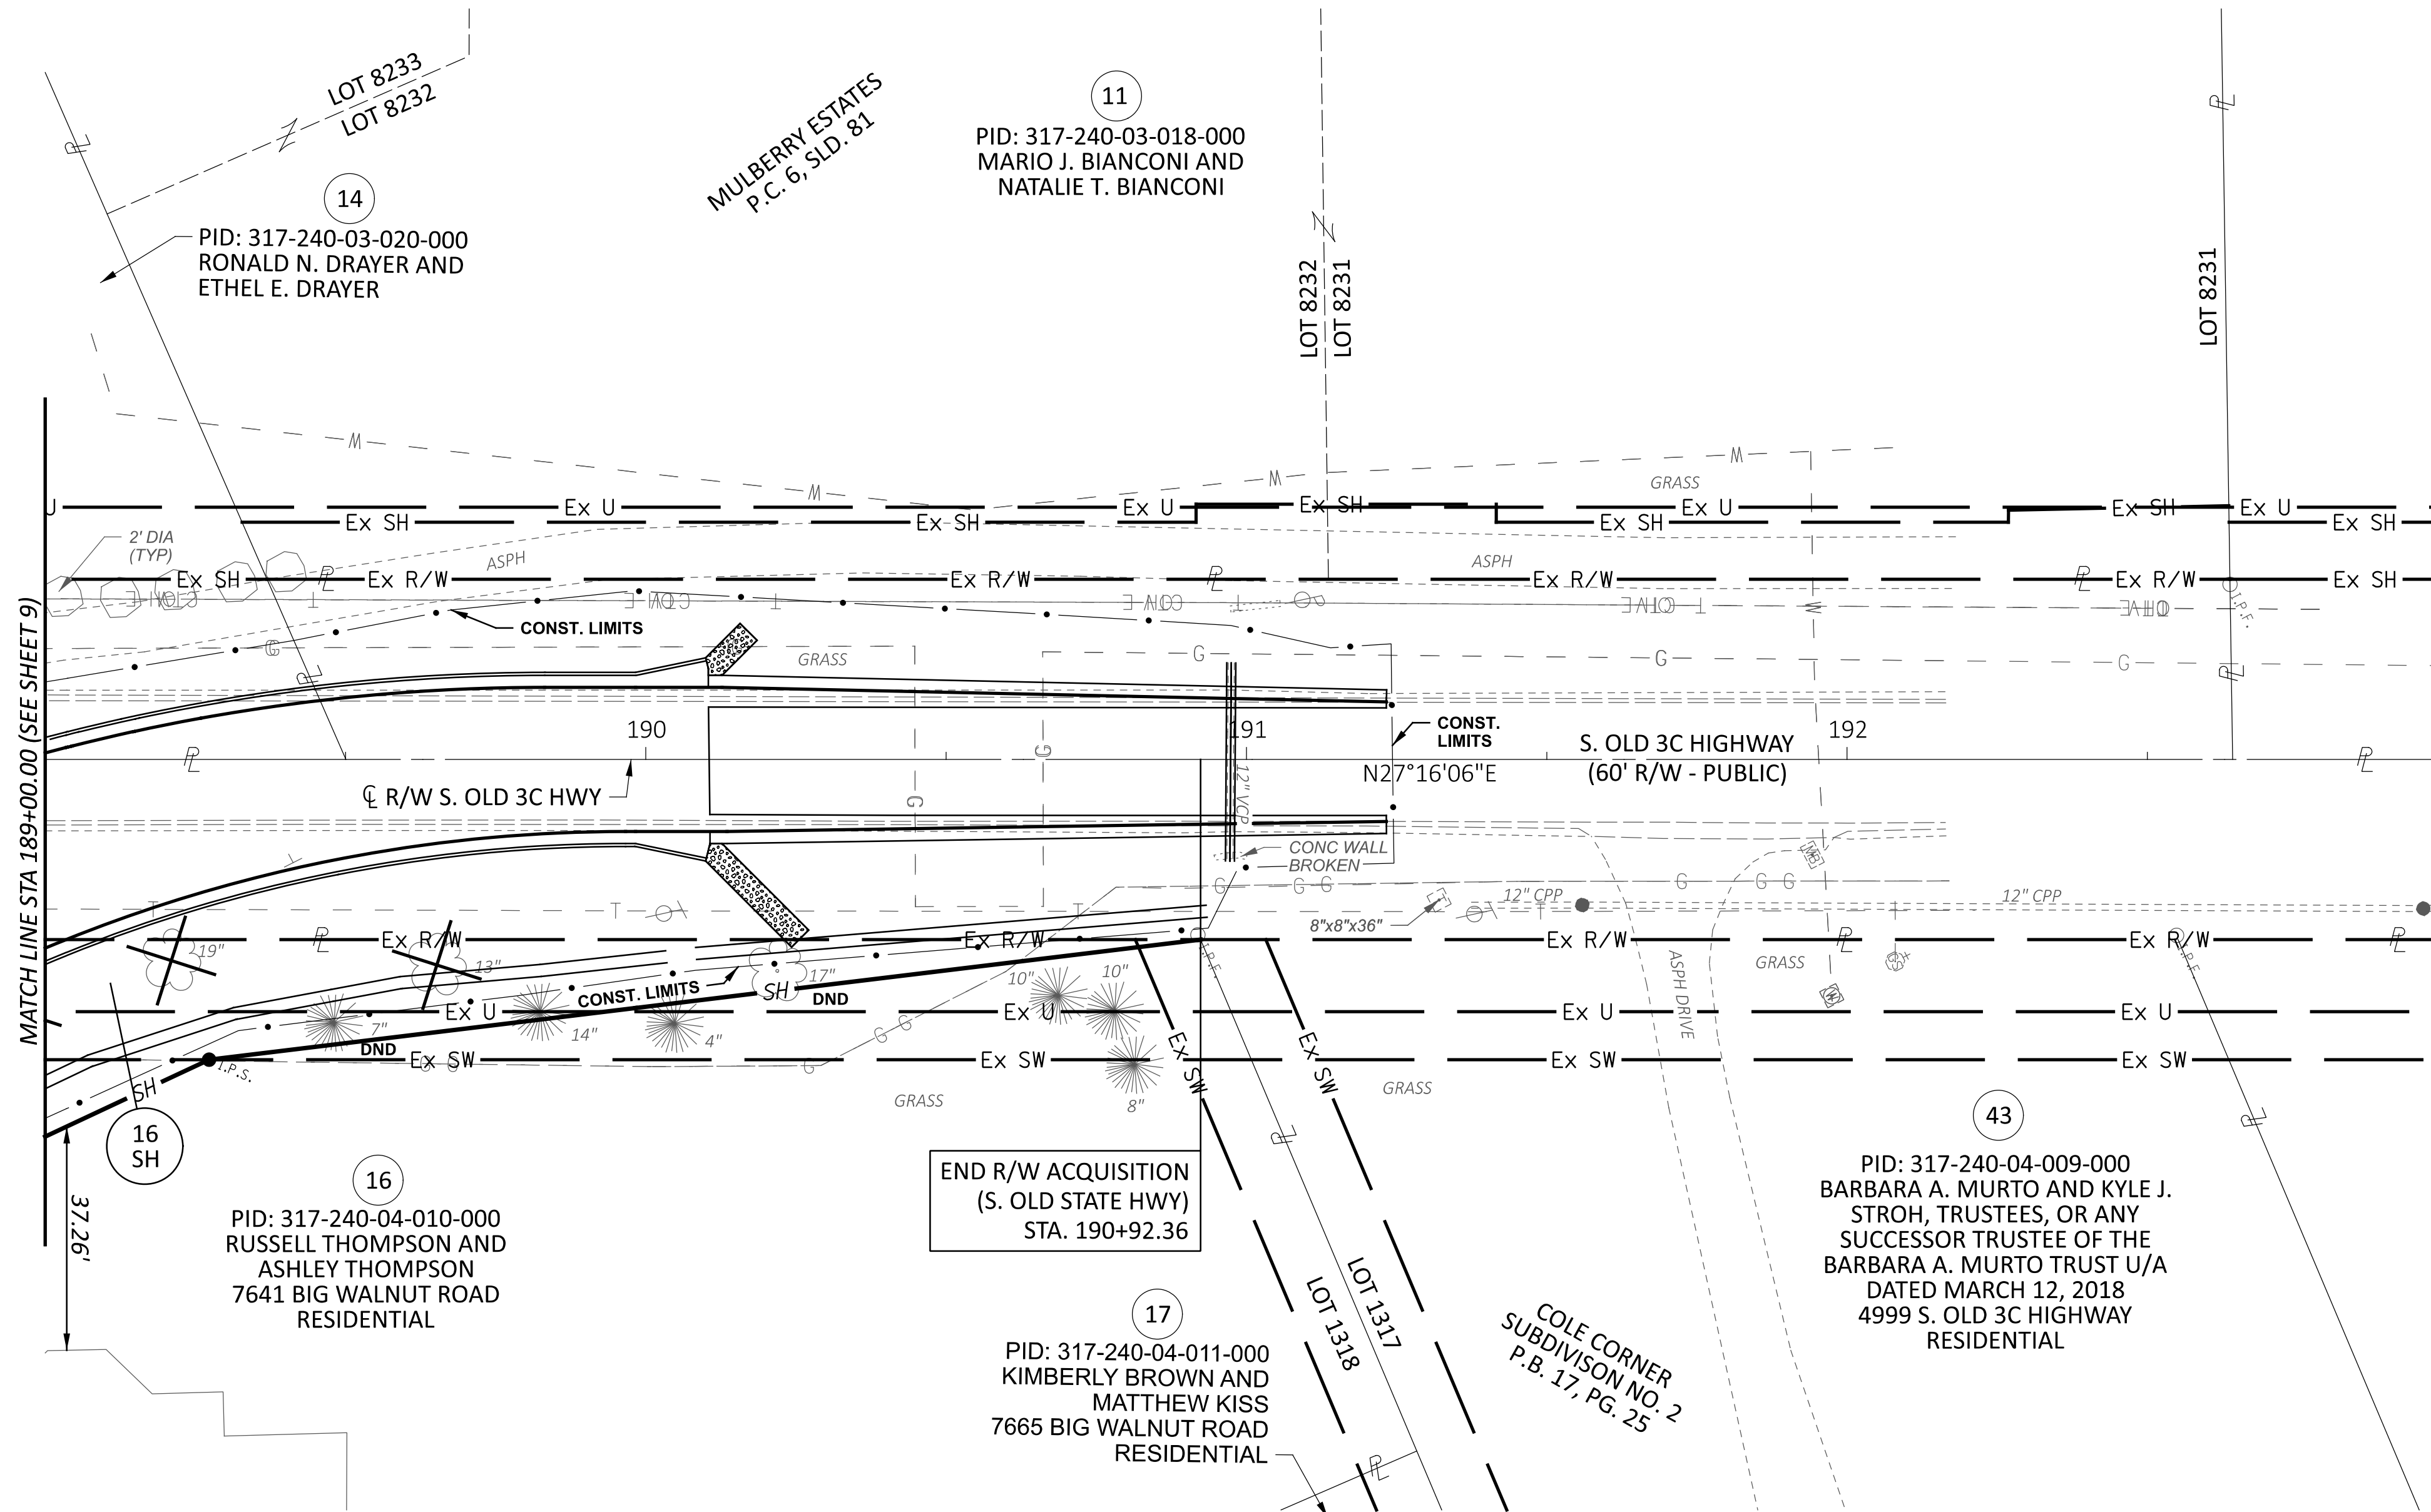 LOT 8233
LOT 8232
MULBERRY ESTATES
P.C. 6, SLD. 81
11
PID: 317-240-03-018-000
MARIO J. BIANCONI AND
NATALIE T. BIANCONI
14
PID: 317-240-03-020-000
RONALD N. DRAYER AND
ETHEL E. DRAYER
LOT 8232
LOT 8231
LOT 8231
W
W
W
W
GRASS
U
Ex U
Ex U
Ex U
Ex U
Ex SH
Ex SH
Ex SH
Ex SH
Ex SH
Ex SH
2' DIA
(TYP)
ASPH
ASPH
Ex SH
Ex R/W
Ex R/W
Ex R/W
Ex R/W
Ex SH
I.P.F.
CONST. LIMITS
G
GRASS
G
G
G
W
MATCH LINE STA 189+00.00 (SEE SHEET 9)
190
191
192
CONST.
LIMITS
S. OLD 3C HIGHWAY
(60' R/W - PUBLIC)
N27°16'06"E
℄ R/W S. OLD 3C HWY
G
G
12" VCP
CONC WALL
BROKEN
MB
G
G
G
G
G
G
T
T
T
T
8"x8"x36"
12" CPP
12" CPP
Ex R/W
Ex R/W
Ex R/W
Ex R/W
19"
13"
17"
10"
10"
I.P.F.
I.P.F.
GRASS
ASPH DRIVE
CONST. LIMITS
SH
DND
Ex U
Ex U
Ex U
Ex U
7"
14"
4"
G
G
DND
Ex SW
Ex SW
Ex SW
Ex SW
Ex SW
Ex SW
G
G
G
I.P.S.
SH
GRASS
8"
GRASS
16
SH
37.26'
16
PID: 317-240-04-010-000
RUSSELL THOMPSON AND
ASHLEY THOMPSON
7641 BIG WALNUT ROAD
RESIDENTIAL
END R/W ACQUISITION
(S. OLD STATE HWY)
STA. 190+92.36
17
PID: 317-240-04-011-000
KIMBERLY BROWN AND
MATTHEW KISS
7665 BIG WALNUT ROAD
RESIDENTIAL
LOT 1318
LOT 1317
COLE CORNER
SUBDIVISON NO. 2
P.B. 17, PG. 25
43
PID: 317-240-04-009-000
BARBARA A. MURTO AND KYLE J.
STROH, TRUSTEES, OR ANY
SUCCESSOR TRUSTEE OF THE
BARBARA A. MURTO TRUST U/A
DATED MARCH 12, 2018
4999 S. OLD 3C HIGHWAY
RESIDENTIAL